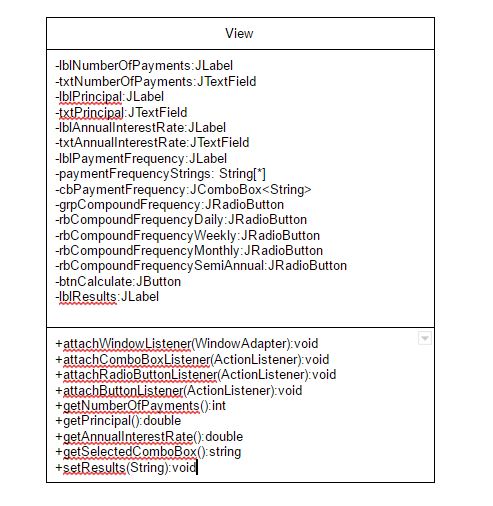 View
-lblNumberOfPayments:JLabel
-txtNumberOfPayments:JTextField
-lblPrincipal:JLabel
-txtPrincipal:JTextField
-lblAnnualInterestRate:JLabel
-txtAnnualInterestRate:JTextField
-lblPaymentFrequency:JLabel
-paymentFrequencyStrings: String[*]
-cbPaymentFrequency:JComboBox<String>
-grpCompoundFrequency:JRadioButton
-rbCompoundFrequencyDaily:JRadioButton
-rbCompoundFrequencyWeekly:JRadioButton
-rbCompoundFrequencyMonthly:JRadioButton
-rbCompoundFrequencySemiAnnual:JRadioButton
-btnCalculate:JButton
-lblResults:JLabel
+attachWindowListener(WindowAdapter):void
+attachComboBoxListener(ActionListener):void
+attachRadioButtonListener(ActionListener):void
+attachButtonListener(ActionListener):void
+getNumberOfPayments():int
+getPrincipal():double
+getAnnualInterestRate():double
+getSelectedComboBox():string
+setResults(String):void